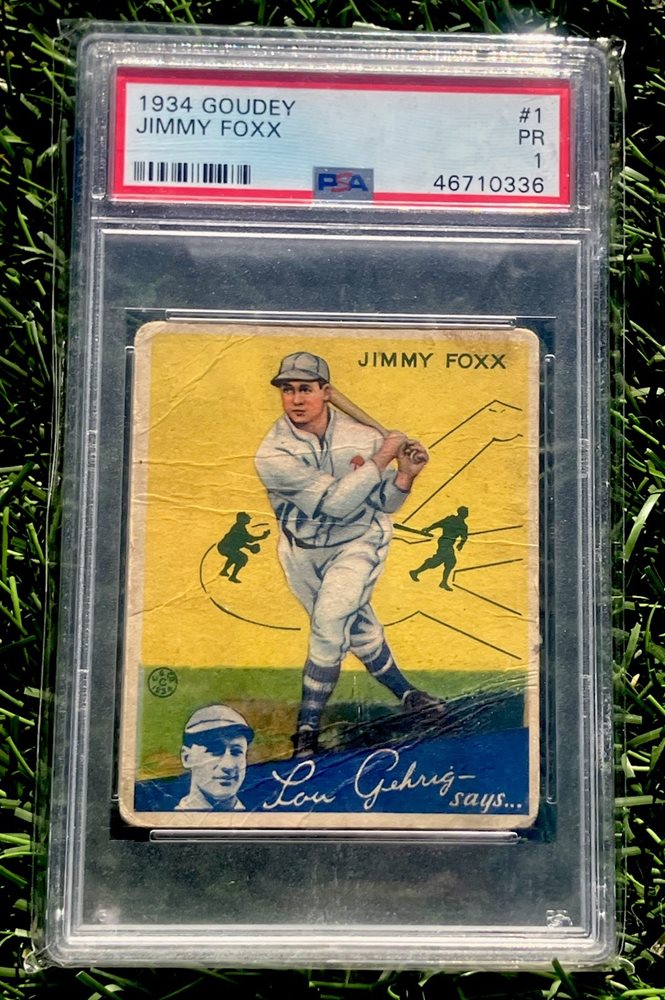 1934 GOUDEY #1
JIMMY FOXX PR
1
PSA 46710336
JIMMY FOXX
Lou Gehrig–
says...